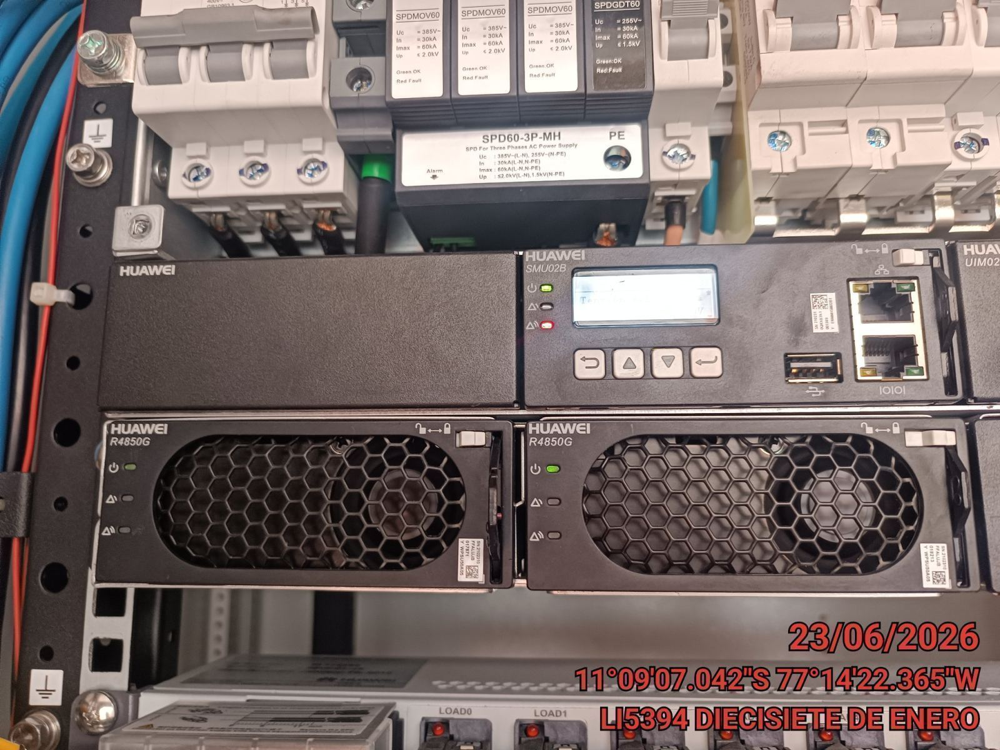 SPDMOV60
Uc = 385V~
In = 30kA
Imax = 60kA
Up ≤ 2.0kV
Green:OK
Red:Fault
SPDMOV60
Uc = 385V~
In = 30kA
Imax = 60kA
Up ≤ 2.0kV
Green:OK
Red:Fault
SPDMOV60
Uc = 385V~
In = 30kA
Imax = 60kA
Up ≤ 2.0kV
Green:OK
Red:Fault
SPDGDT60
Uc = 255V~
In = 30kA
Imax = 60kA
Up ≤ 1.5kV
Green:OK
Red:Fault
SPD60-3P-MH
PE
SPD For Three Phases AC Power Supply
Uc : 385V~(L-N), 255V~(N-PE)
In : 30kA(L-N,N-PE)
Imax : 60kA(L-N,N-PE)
Up : ≤2.0kV(L-N),1.5kV(N-PE)
Alarm
HUAWEI
HUAWEI
SMU02B
HUAWEI
R4850G
HUAWEI
R4850G
23/06/2026
11°09'07.042"S 77°14'22.365"W
LI5394 DIECISIETE DE ENERO
LOAD0
LOAD1